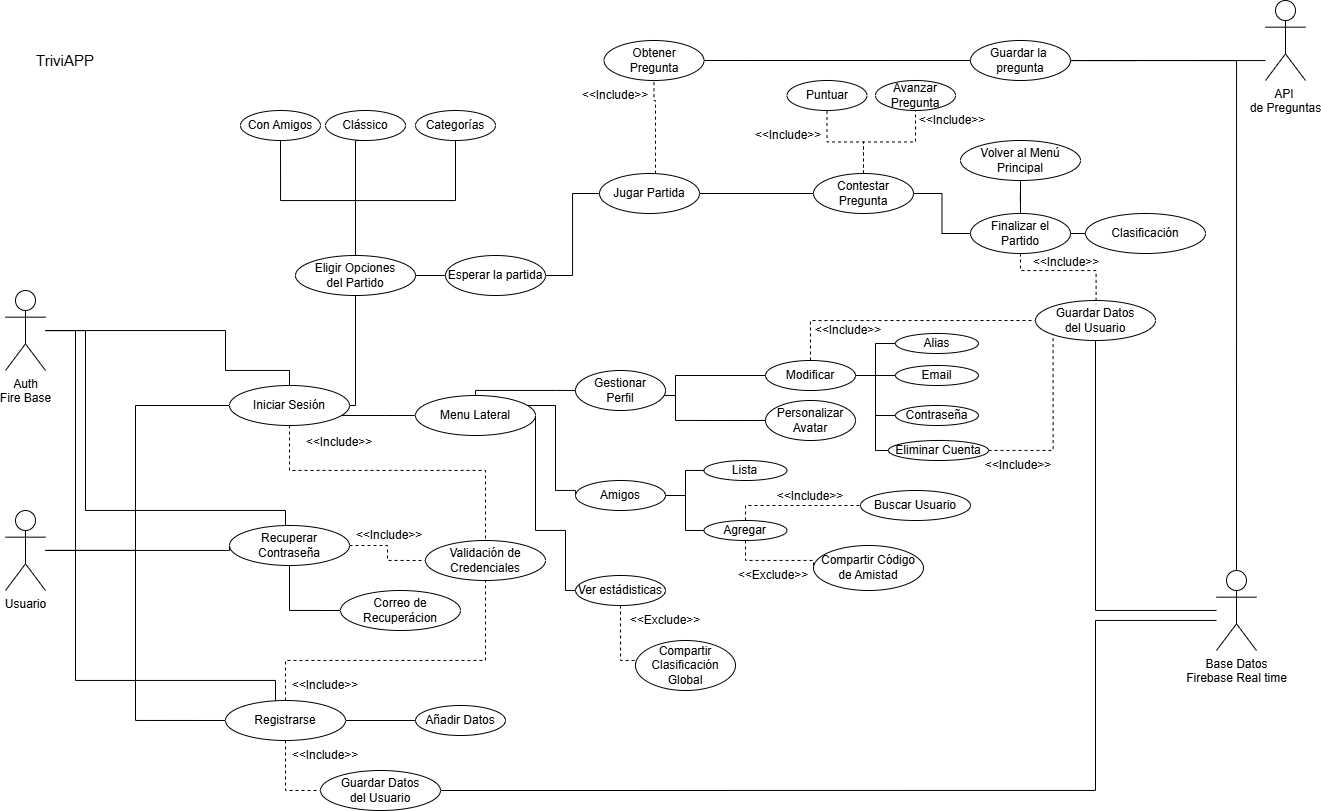 TriviAPP
Obtener
Pregunta
Guardar la
pregunta
API
de Preguntas
<<Include>>
Puntuar
Avanzar
Pregunta
<<Include>>
<<Include>>
Con Amigos
Clássico
Categorías
Volver al Menú
Principal
Jugar Partida
Contestar
Pregunta
Finalizar el
Partido
Clasificación
<<Include>>
Eligir Opciones
del Partido
Esperar la partida
Guardar Datos
del Usuario
<<Include>>
Auth
Fire Base
Alias
Modificar
Email
Gestionar
Perfil
Iniciar Sesión
Menu Lateral
Personalizar
Avatar
Contraseña
Eliminar Cuenta
<<Include>>
<<Include>>
Lista
Amigos
<<Include>>
Buscar Usuario
Agregar
<<Exclude>>
Compartir Código
de Amistad
Usuario
Recuperar
Contraseña
<<Include>>
Validación de
Credenciales
Correo de
Recuperácion
Ver estádisticas
<<Exclude>>
Compartir
Clasificación
Global
Base Datos
Firebase Real time
<<Include>>
Registrarse
Añadir Datos
<<Include>>
Guardar Datos
del Usuario